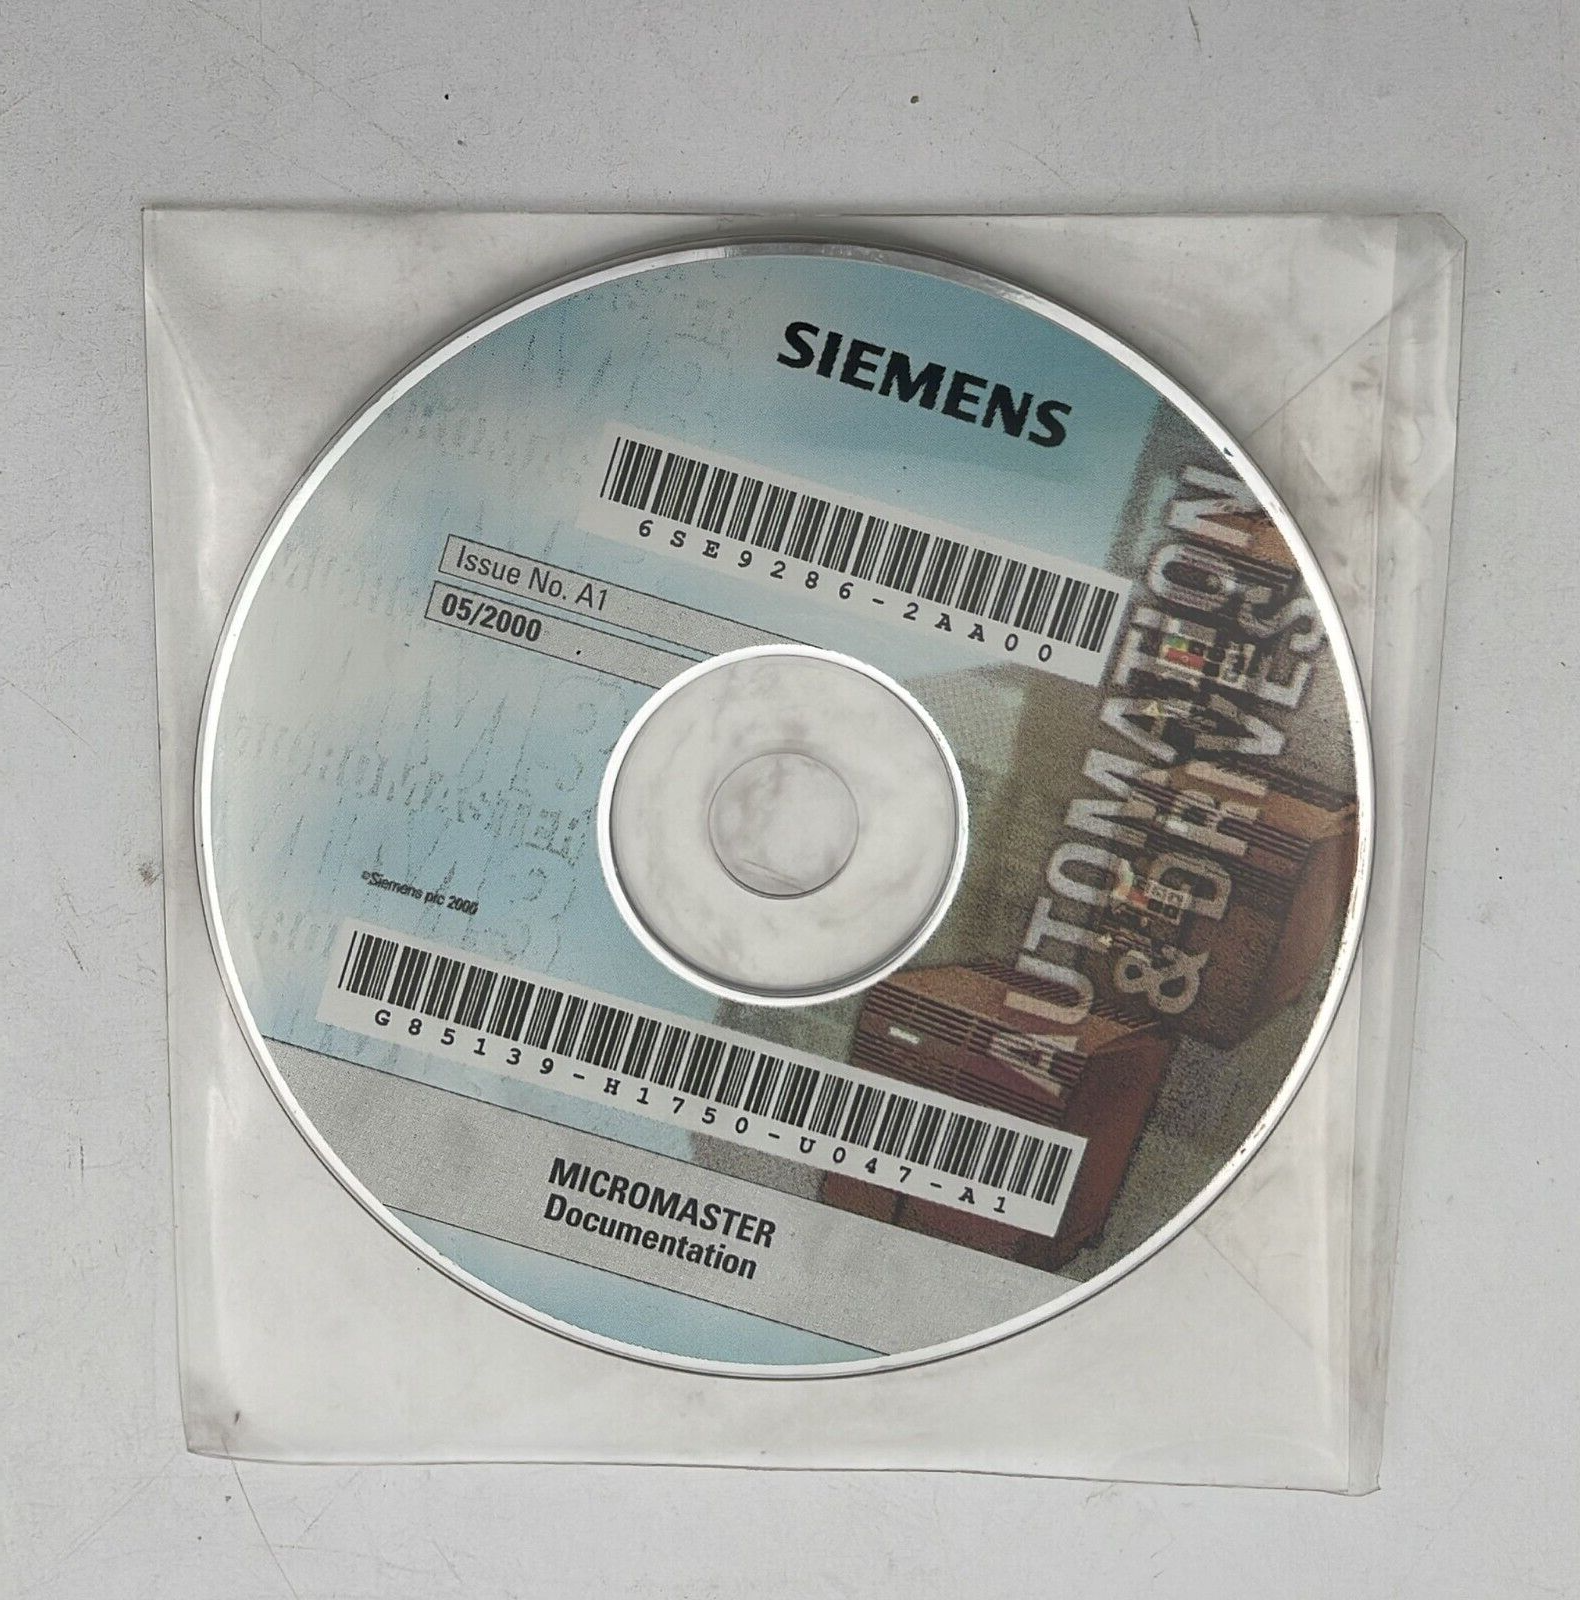 SIEMENS
6SE9286-2AA00
Issue No. A1
05/2000
AUTOMATION
& DRIVES
©Siemens plc 2000
G85139-H1750-U047-A1
MICROMASTER
Documentation